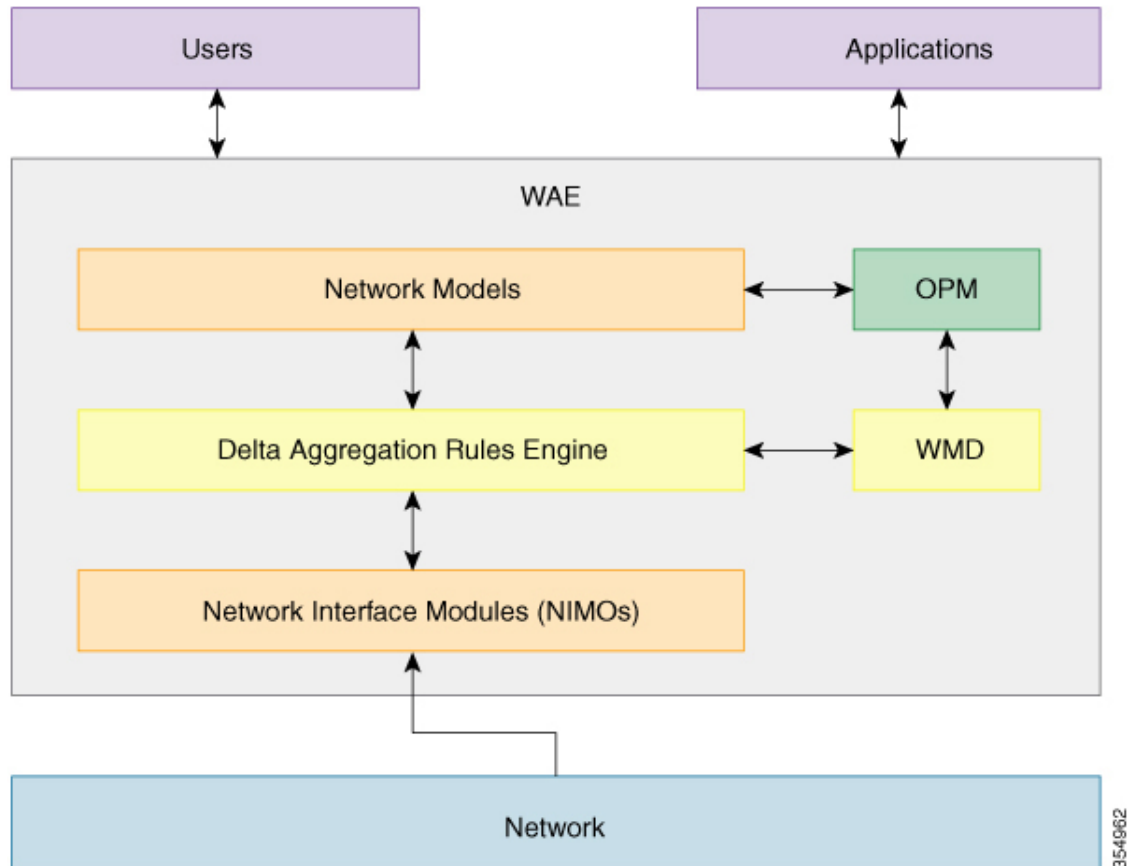 Users
Applications
WAE
Network Models
OPM
Delta Aggregation Rules Engine
WMD
Network Interface Modules (NIMOs)
Network
354962